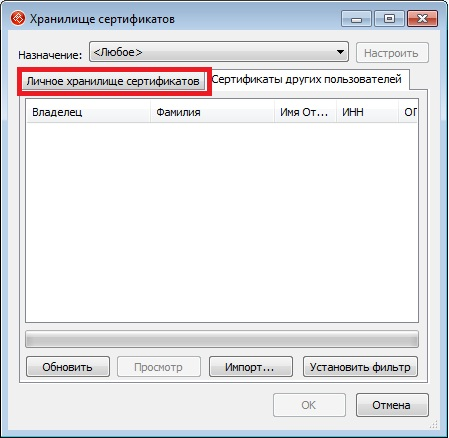 Хранилище сертификатов
Назначение: <Любое> Настроить
Личное хранилище сертификатов Сертификаты других пользователей
Владелец Фамилия Имя От... ИНН ОГ
Обновить Просмотр Импорт... Установить фильтр
OK Отмена